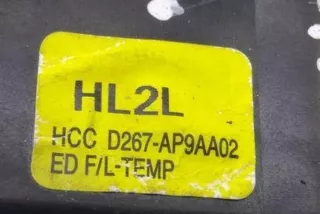 HL2L
HCC D267-AP9AA02
ED F/L-TEMP